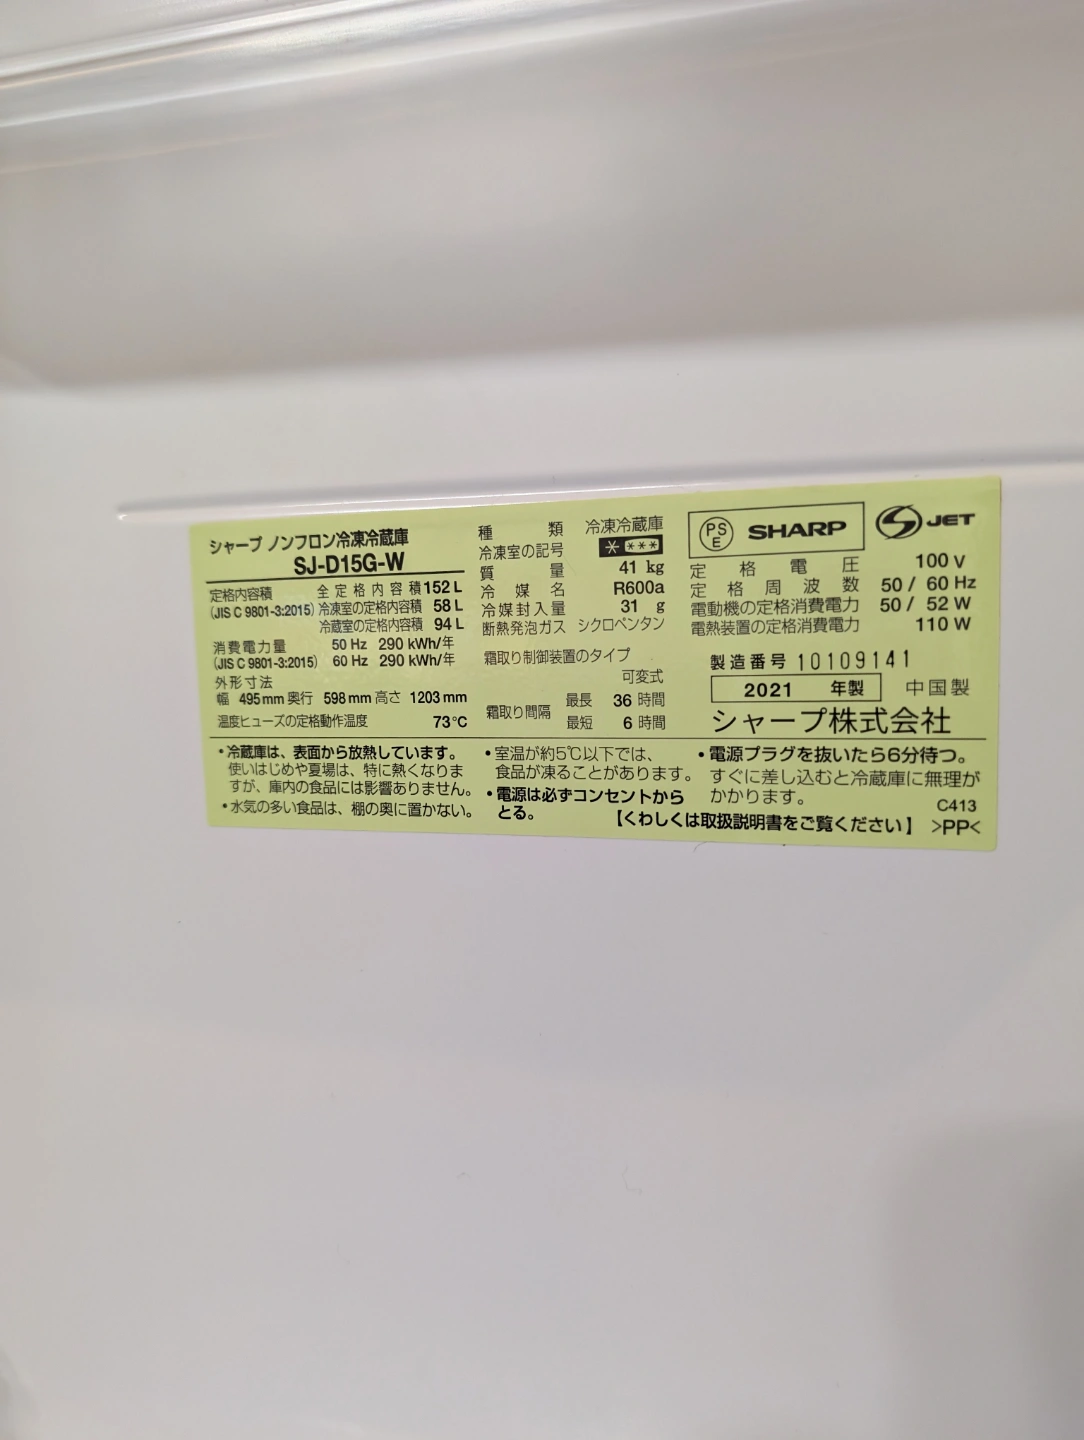 シャープ ノンフロン冷凍冷蔵庫
SJ-D15G-W
定格内容積 全定格内容積 152 L
(JIS C 9801-3:2015) 冷凍室の定格内容積 58 L
冷蔵室の定格内容積 94 L
消費電力量 50 Hz 290 kWh/年
(JIS C 9801-3:2015) 60 Hz 290 kWh/年
外形寸法
幅 495 mm 奥行 598 mm 高さ 1203 mm
温度ヒューズの定格動作温度 73℃
種類 冷凍冷蔵庫
冷凍室の記号 * ***
質量 41 kg
冷媒名 R600a
冷媒封入量 31 g
断熱発泡ガス シクロペンタン
霜取り制御装置のタイプ
可変式
霜取り間隔 最長 36 時間
最短 6 時間
PSE SHARP S JET
定格電圧 100 V
定格周波数 50 / 60 Hz
電動機の定格消費電力 50 / 52 W
電熱装置の定格消費電力 110 W
製造番号 10109141
2021 年製 中国製
シャープ株式会社
・冷蔵庫は、表面から放熱しています。
使いはじめや夏場は、特に熱くなりま
すが、庫内の食品には影響ありません。
・水気の多い食品は、棚の奥に置かない。
・室温が約5℃以下では、
食品が凍ることがあります。
・電源は必ずコンセントから
とる。
・電源プラグを抜いたら6分待つ。
すぐに差し込むと冷蔵庫に無理が
かかります。
C413
【くわしくは取扱説明書をご覧ください】 >PP<